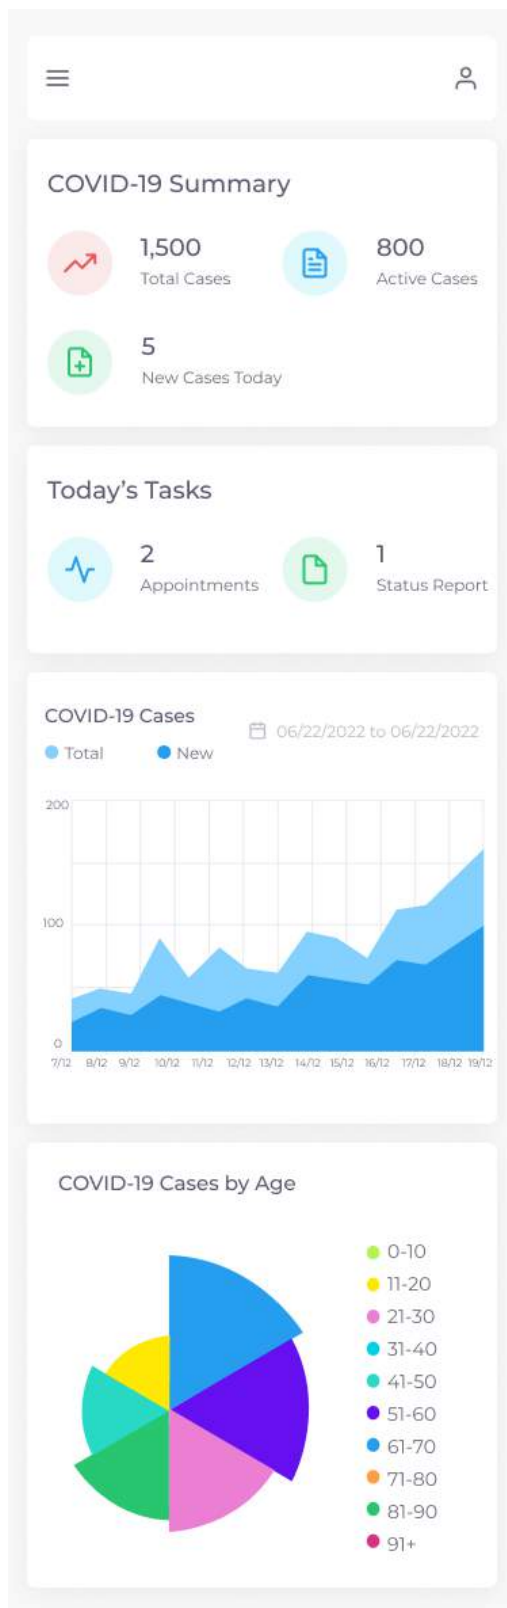 COVID-19 Summary
1,500
Total Cases
800
Active Cases
5
New Cases Today
Today's Tasks
2
Appointments
1
Status Report
COVID-19 Cases
06/22/2022 to 06/22/2022
Total
New
200
100
0
7/12 8/12 9/12 10/12 11/12 12/12 13/12 14/12 15/12 16/12 17/12 18/12 19/12
COVID-19 Cases by Age
0-10
11-20
21-30
31-40
41-50
51-60
61-70
71-80
81-90
91+